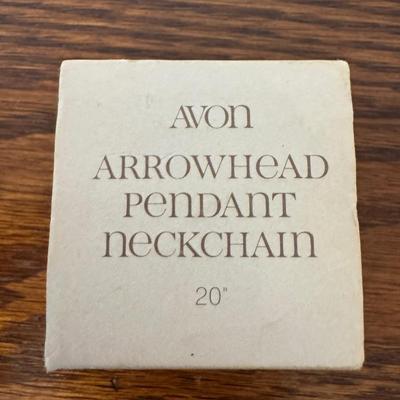 AVON
ARROWHEAD
PENDANT
NECKCHAIN
20"